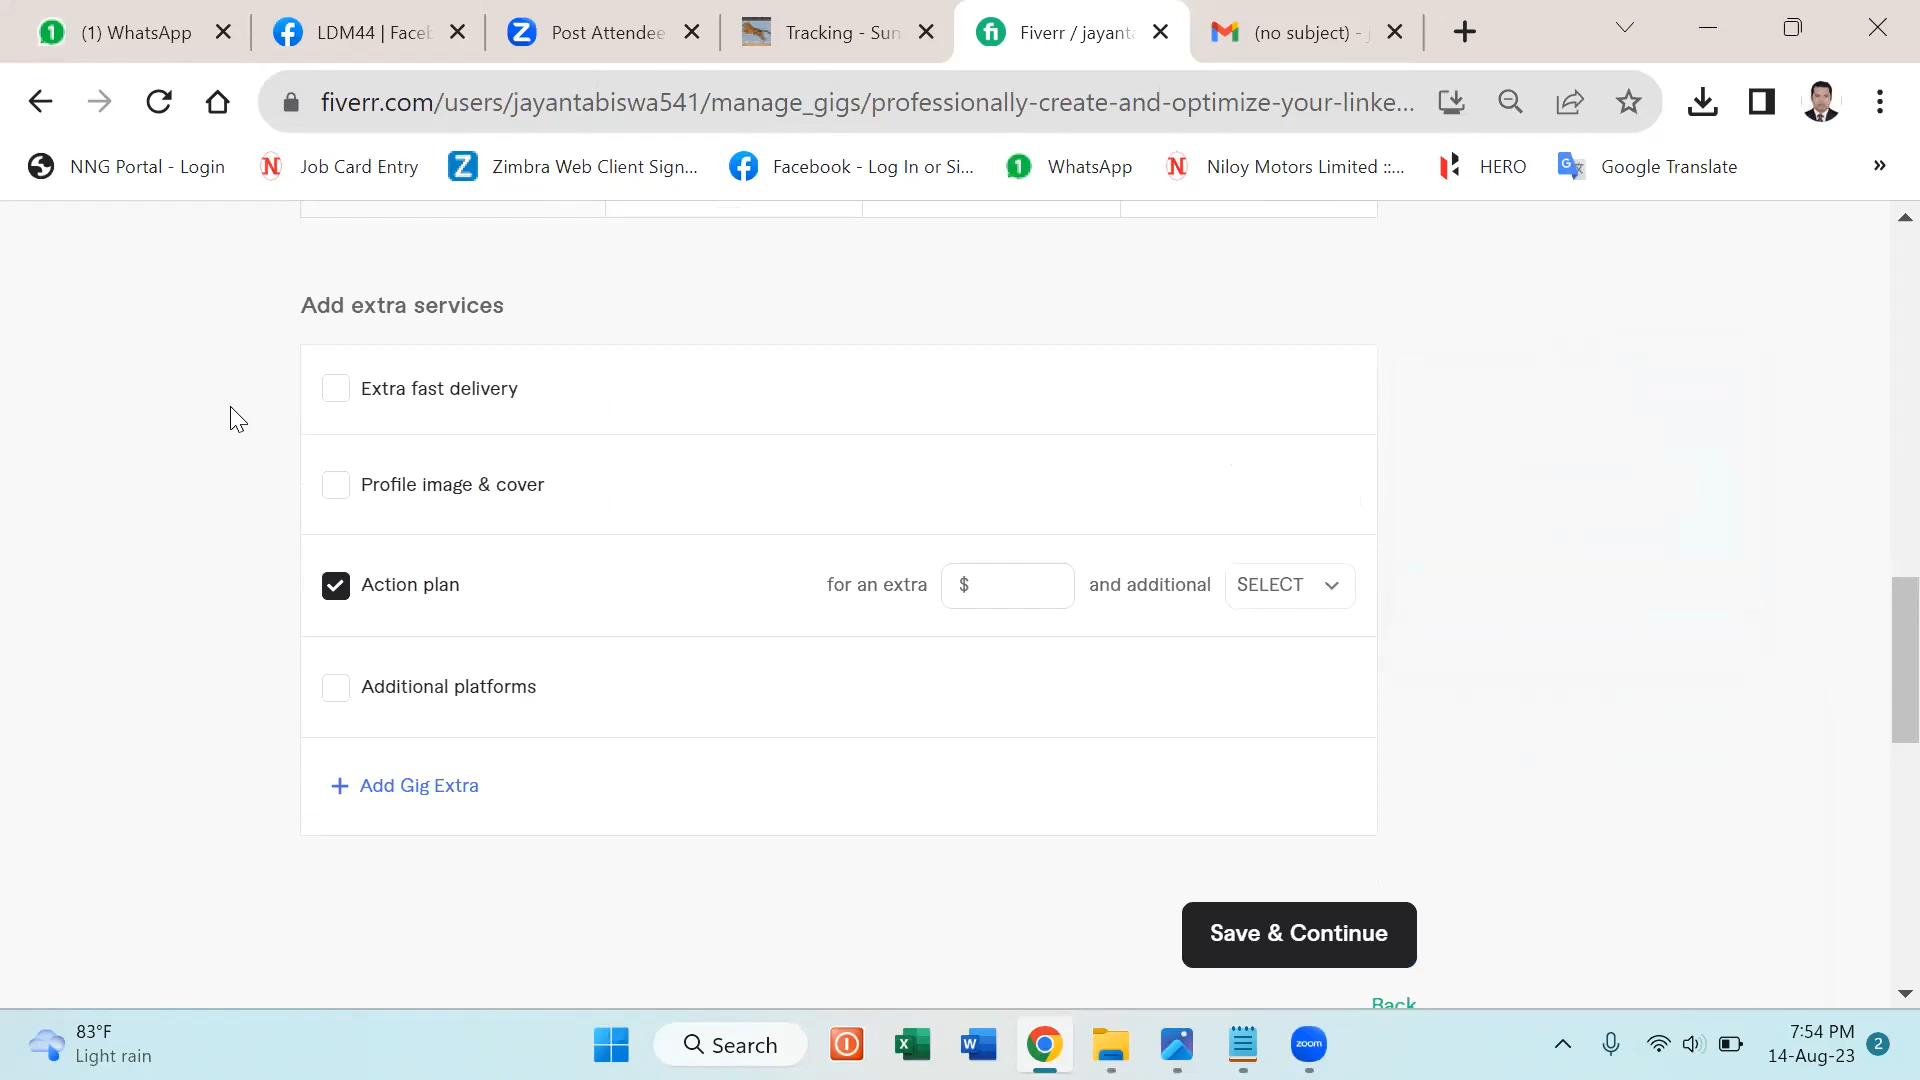 (1) WhatsApp
LDM44 | Faceb
Post Attendee
Tracking - Sun
Fiverr / jayanta
(no subject) - j
fiverr.com/users/jayantabiswa541/manage_gigs/professionally-create-and-optimize-your-linke...
NNG Portal - Login
Job Card Entry
Zimbra Web Client Sign...
Facebook - Log In or Si...
WhatsApp
Niloy Motors Limited ::...
HERO
Google Translate
»
Add extra services
Extra fast delivery
Profile image & cover
Action plan for an extra $ and additional SELECT
Additional platforms
+ Add Gig Extra
Save & Continue
Back
83°F
Light rain
Search
zoom
7:54 PM
14-Aug-23
2